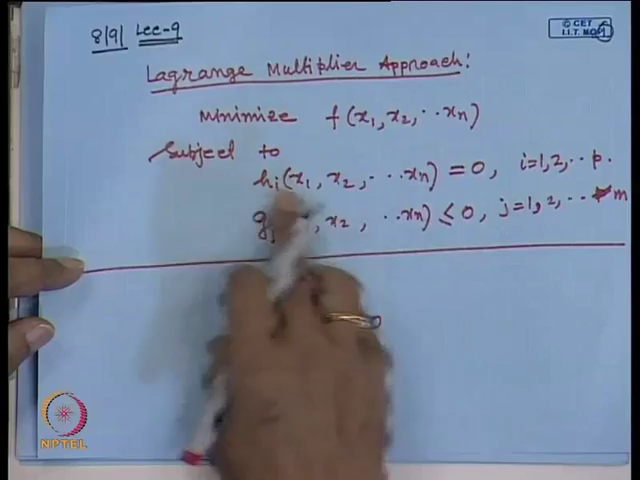 © CET
I.I.T. KGP
8/9/ Lec-9
Lagrange Multiplier Approach:
Minimize f(x1, x2, ..xn)
Subject to
hi(x1, x2, ...xn) = 0, i=1,2,..p.
g , x2, ..xn) ≤ 0, j=1,2,.. m
NPTEL